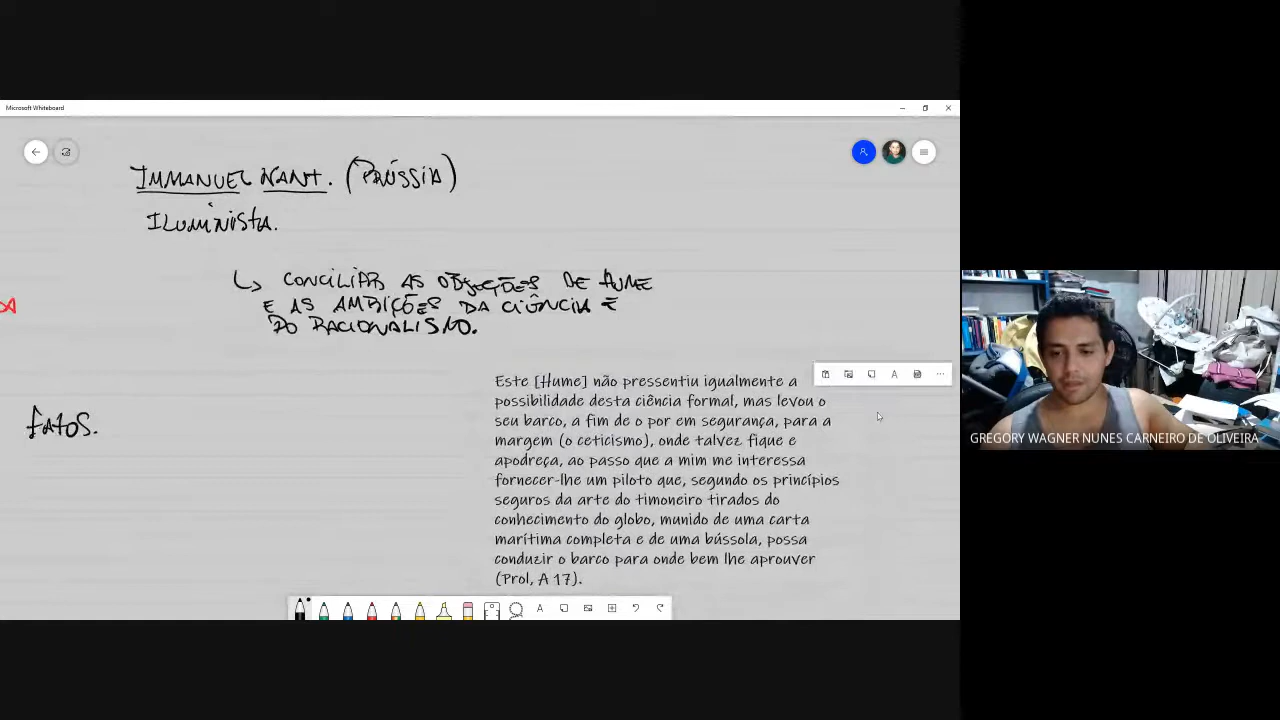 Microsoft Whiteboard
IMMANUEL KANT. (PRÚSSIA)
ILUMINISTA.
CONCILIAR AS OBJEÇÕES DE HUME
E AS AMBIÇÕES DA CIÊNCIA E
DO RACIONALISMO.
FATOS.
Este [Hume] não pressentiu igualmente a
possibilidade desta ciência formal, mas levou o
seu barco, a fim de o por em segurança, para a
margem (o ceticismo), onde talvez fique e
apodreça, ao passo que a mim me interessa
fornecer-lhe um piloto que, segundo os princípios
seguros da arte do timoneiro tirados do
conhecimento do globo, munido de uma carta
marítima completa e de uma bússola, possa
conduzir o barco para onde bem lhe aprouver
(Prol, A 17).
GREGORY WAGNER NUNES CARNEIRO DE OLIVEIRA